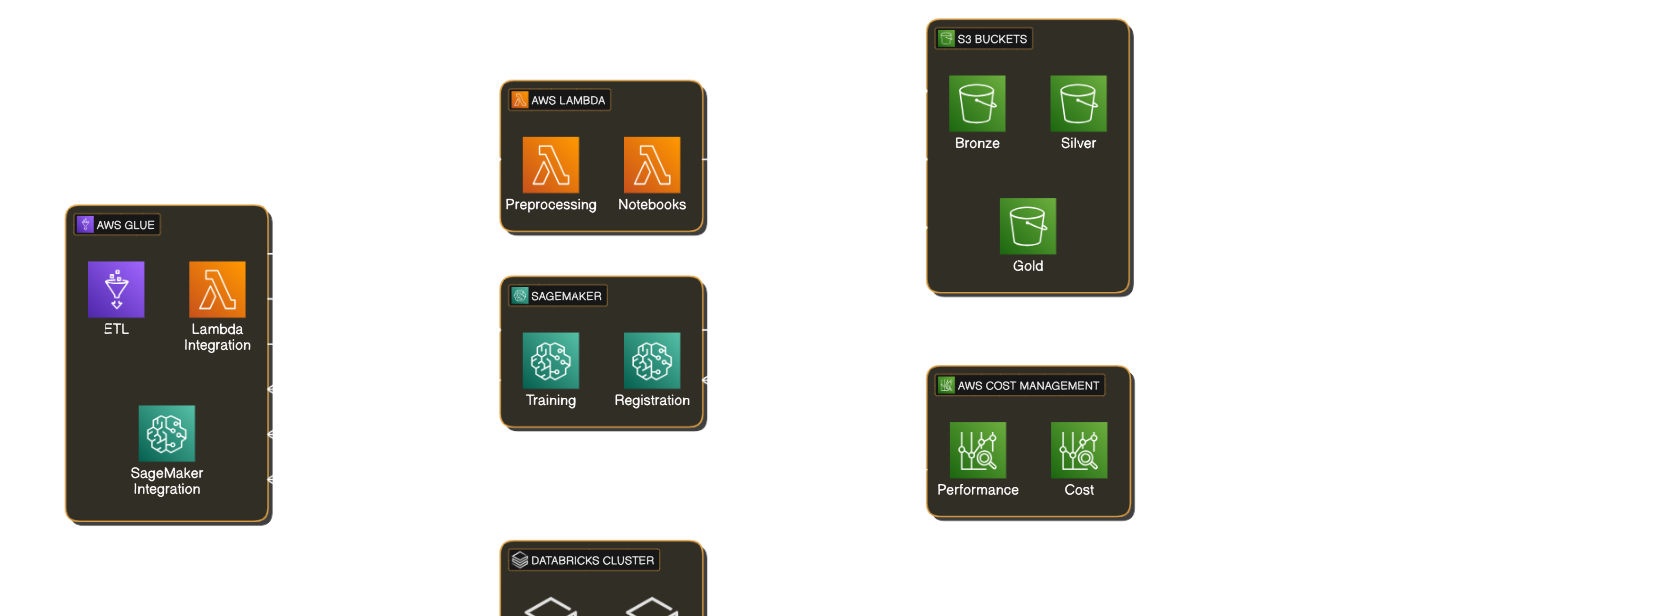 AWS GLUE
ETL
Lambda
Integration
SageMaker
Integration
AWS LAMBDA
Preprocessing
Notebooks
SAGEMAKER
Training
Registration
DATABRICKS CLUSTER
S3 BUCKETS
Bronze
Silver
Gold
AWS COST MANAGEMENT
Performance
Cost